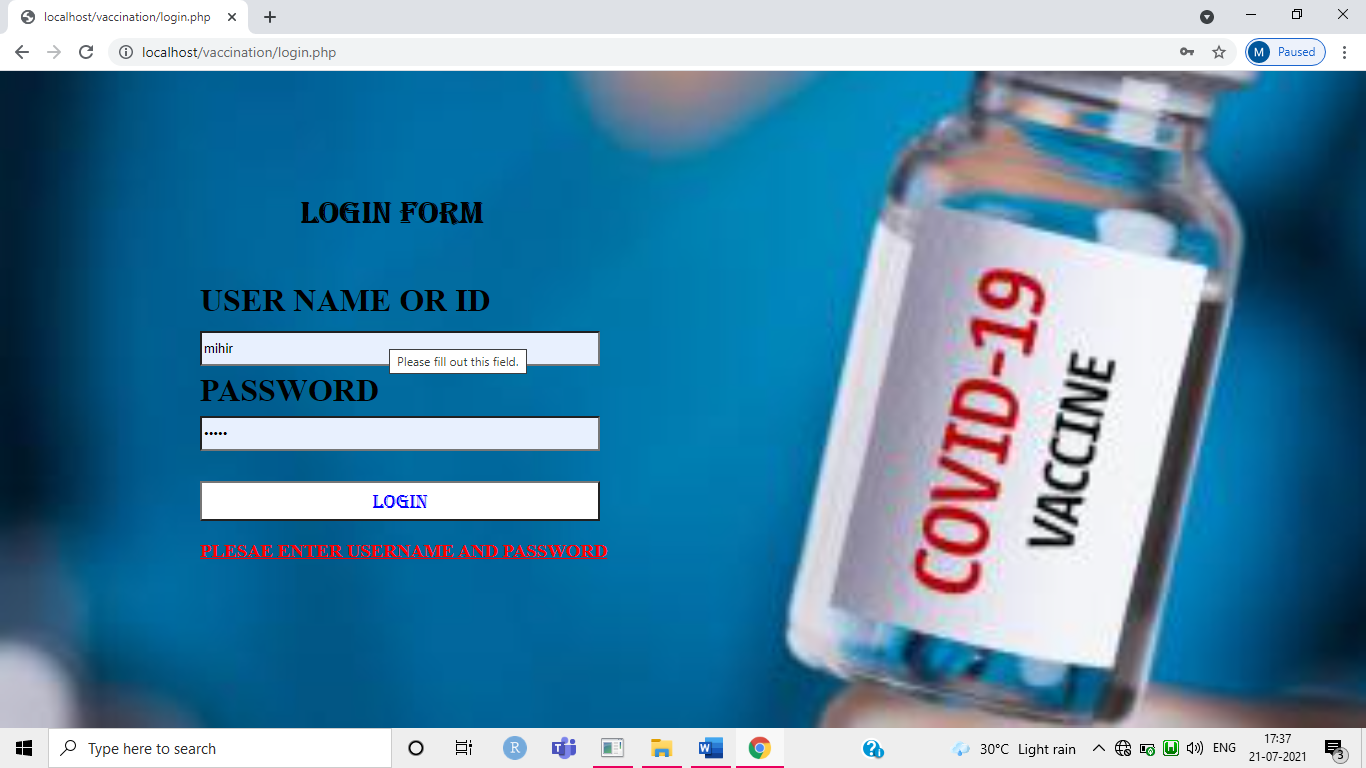 localhost/vaccination/login.php
localhost/vaccination/login.php
M Paused
LOGIN FORM
USER NAME OR ID
mihir
Please fill out this field.
PASSWORD
•••••
LOGIN
PLESAE ENTER USERNAME AND PASSWORD
COVID-19
VACCINE
Type here to search
R
30°C Light rain
ENG
17:37
21-07-2021
3